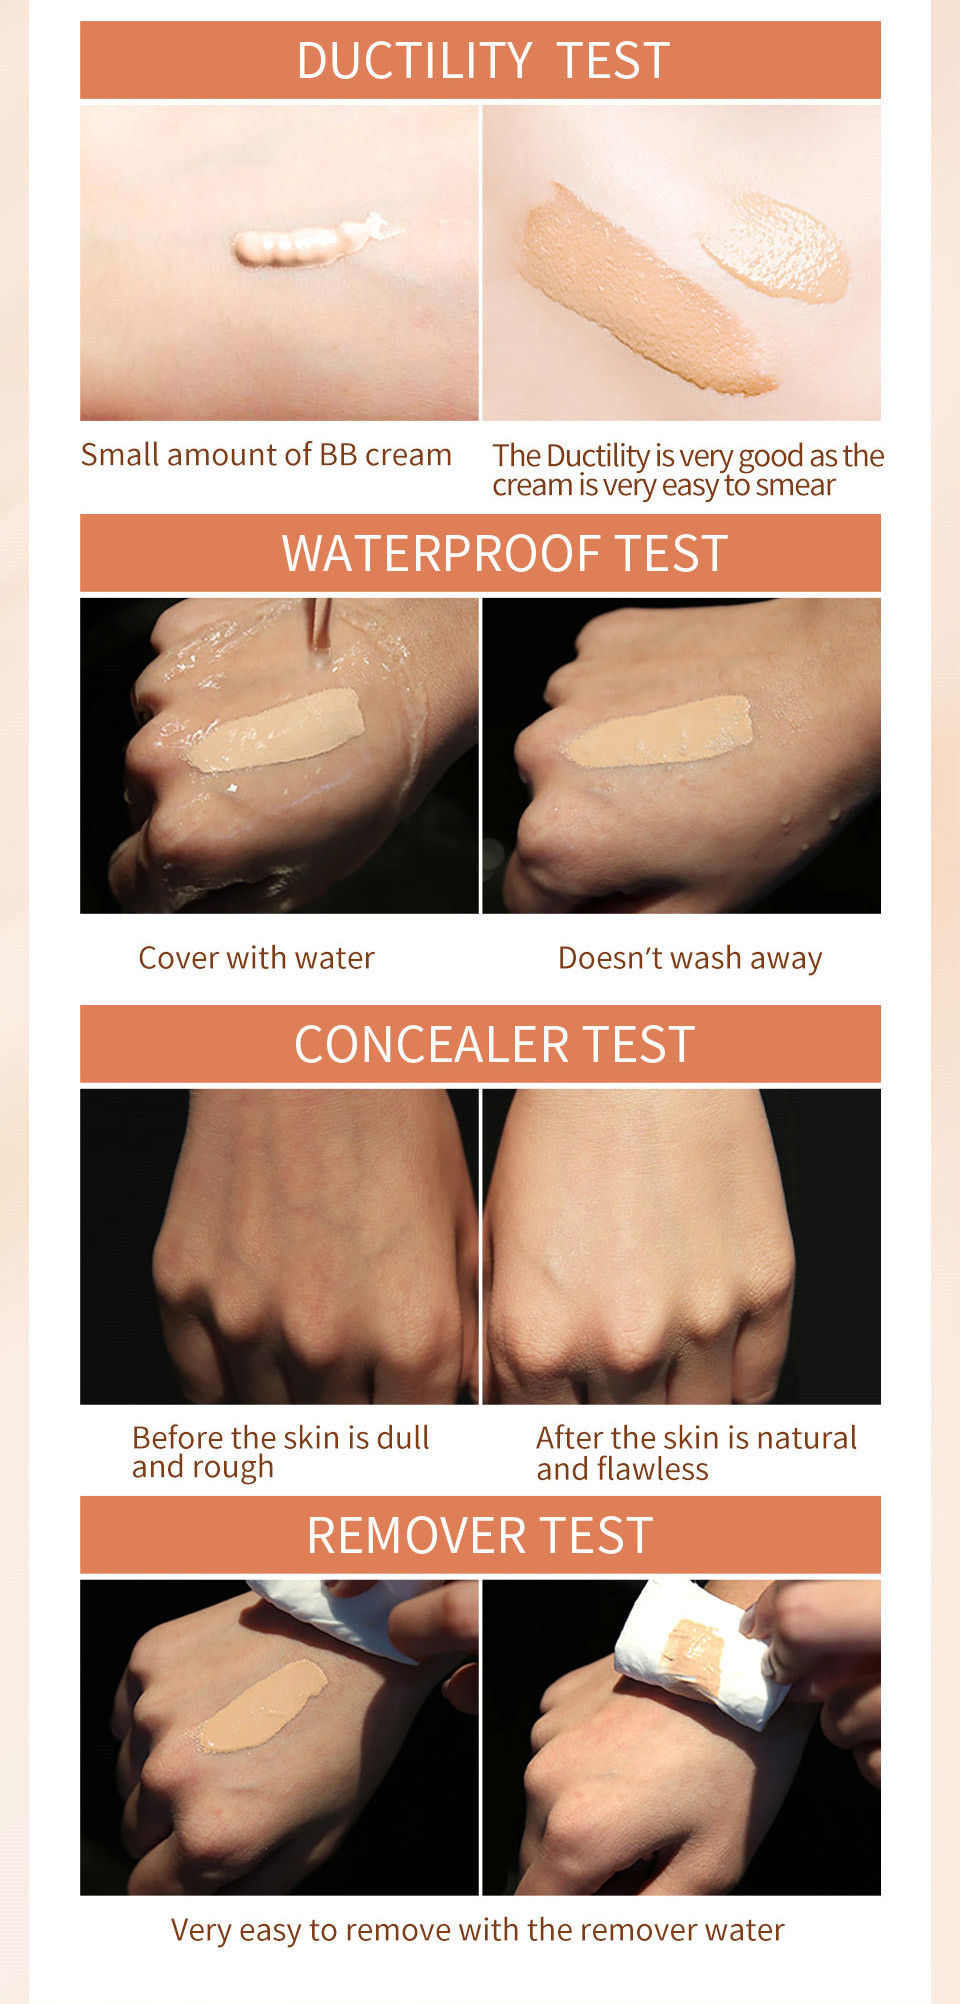 DUCTILITY TEST
Small amount of BB cream
The Ductility is very good as the
cream is very easy to smear
WATERPROOF TEST
Cover with water
Doesn't wash away
CONCEALER TEST
Before the skin is dull
and rough
After the skin is natural
and flawless
REMOVER TEST
Very easy to remove with the remover water